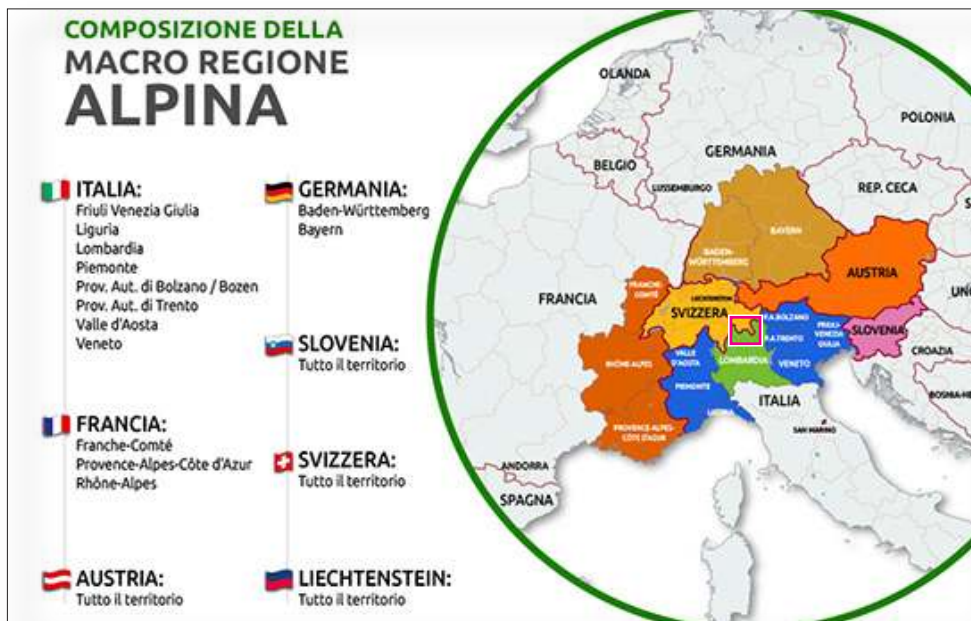 COMPOSIZIONE DELLA
MACRO REGIONE
ALPINA
ITALIA:
Friuli Venezia Giulia
Liguria
Lombardia
Piemonte
Prov. Aut. di Bolzano / Bozen
Prov. Aut. di Trento
Valle d'Aosta
Veneto
FRANCIA:
Franche-Comté
Provence-Alpes-Côte d'Azur
Rhône-Alpes
AUSTRIA:
Tutto il territorio
GERMANIA:
Baden-Württemberg
Bayern
SLOVENIA:
Tutto il territorio
SVIZZERA:
Tutto il territorio
LIECHTENSTEIN:
Tutto il territorio
OLANDA
POLONIA
BELGIO
GERMANIA
LUSSEMBURGO
REP. CECA
BAYERN
BADEN-
WÜRTTEMBERG
AUSTRIA
FRANCHE-
COMTÉ
FRANCIA
LIECHTENSTEIN
SVIZZERA
P.A.BOLZANO
P.A.TRENTO
FRIULI-
VENEZIA
GIULIA
SLOVENIA
CROAZIA
RHÔNE-ALPES
VALLE
D'AOSTA
LOMBARDIA
VENETO
PIEMONTE
LIGURIA
ITALIA
PROVENCE-ALPES-
CÔTE D'AZUR
SAN MARINO
ANDORRA
SPAGNA